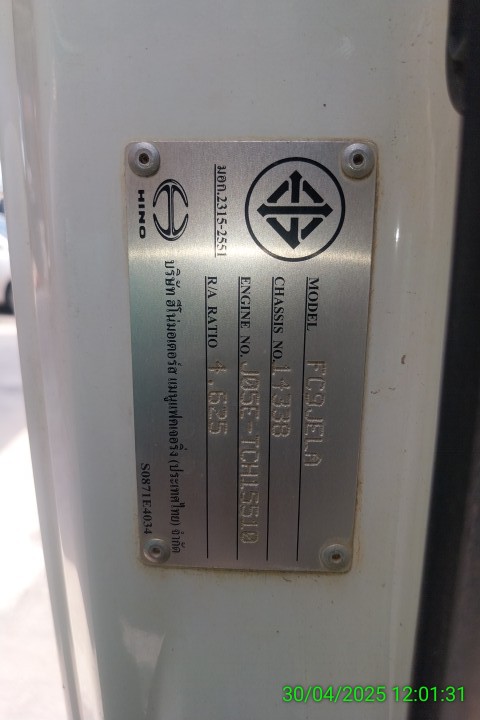 มอก.2315-2551
HINO
MODEL FC9JELA
CHASSIS NO. 14338
ENGINE NO. J05E-TCH15510
R/A RATIO 4.625
บริษัท ฮีโน่มอเตอร์ส แมนูแฟคเจอริ่ง (ประเทศไทย) จำกัด
S0871E4034
30/04/2025 12:01:31